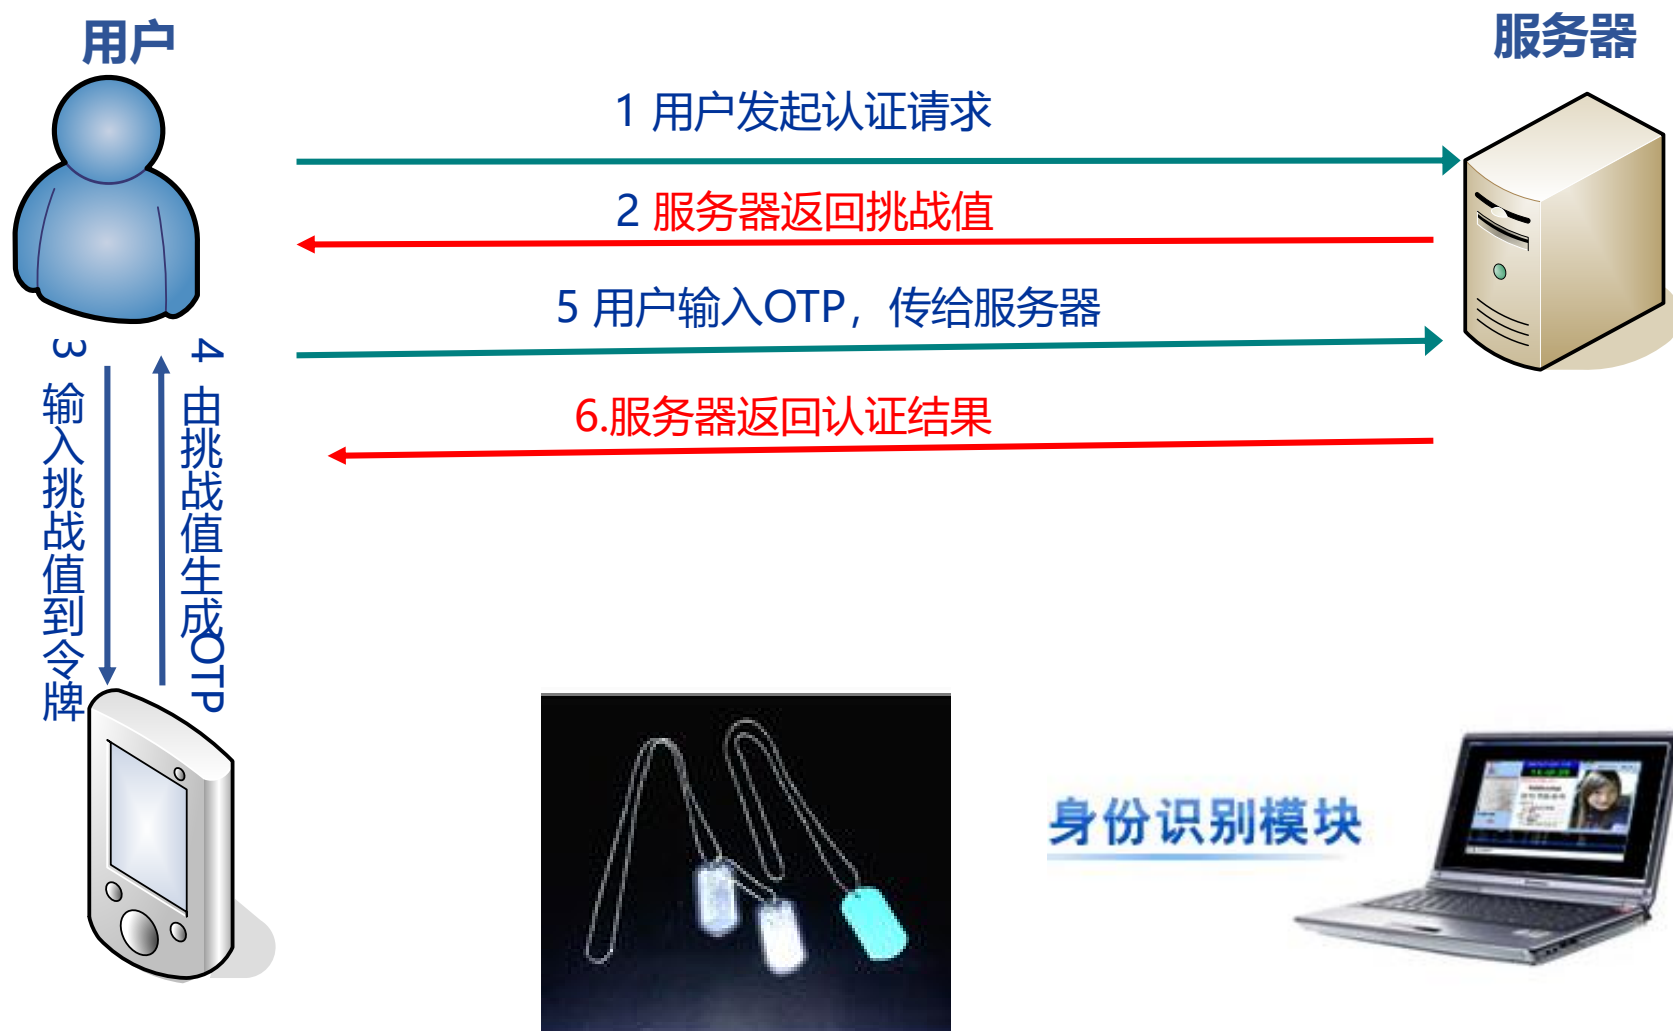 用户
服务器
1 用户发起认证请求
2 服务器返回挑战值
5 用户输入OTP，传给服务器
6.服务器返回认证结果
3 输入挑战值到令牌
4 由挑战值生成OTP
身份识别模块